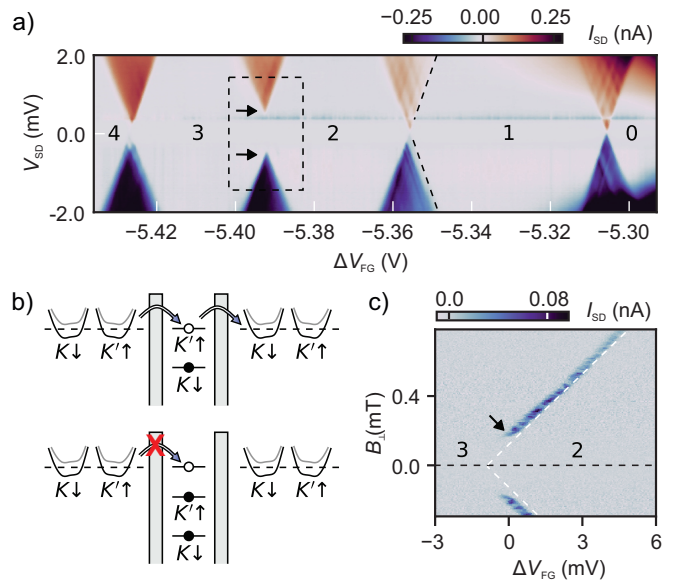 a)
−0.25 0.00 0.25 I_SD (nA)
2.0
V_SD (mV)
0.0
4 3 2 1 0
-2.0
−5.42 −5.40 −5.38 −5.36 −5.34 −5.32 −5.30
ΔV_FG (V)
b)
K↓ K'↑ K'↑ K↓ K'↑
K↓
K↓ K'↑ K'↑ K↓ K'↑
K↓
c)
0.0 0.08 I_SD (nA)
B_⊥(mT)
0.4
0.0
3 2
−3 0 3 6
ΔV_FG (mV)